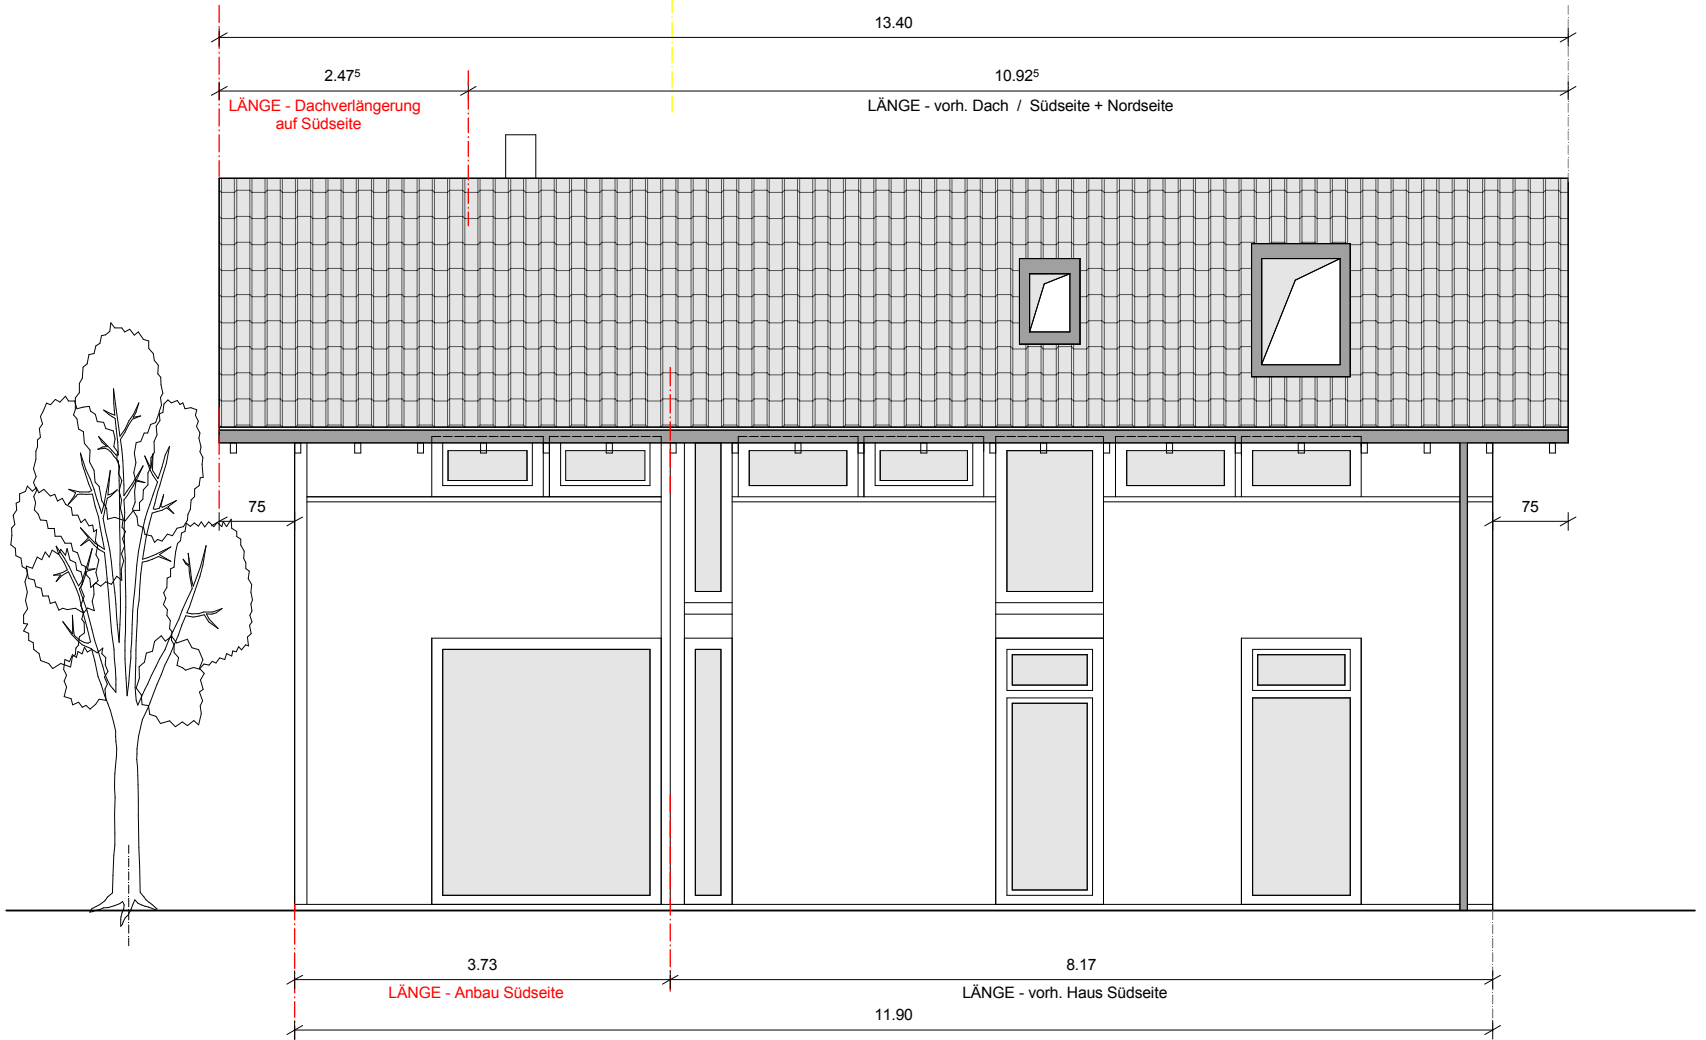 13.40
2.47⁵
10.92⁵
LÄNGE - Dachverlängerung
auf Südseite
LÄNGE - vorh. Dach / Südseite + Nordseite
75
75
3.73
8.17
LÄNGE - Anbau Südseite
LÄNGE - vorh. Haus Südseite
11.90